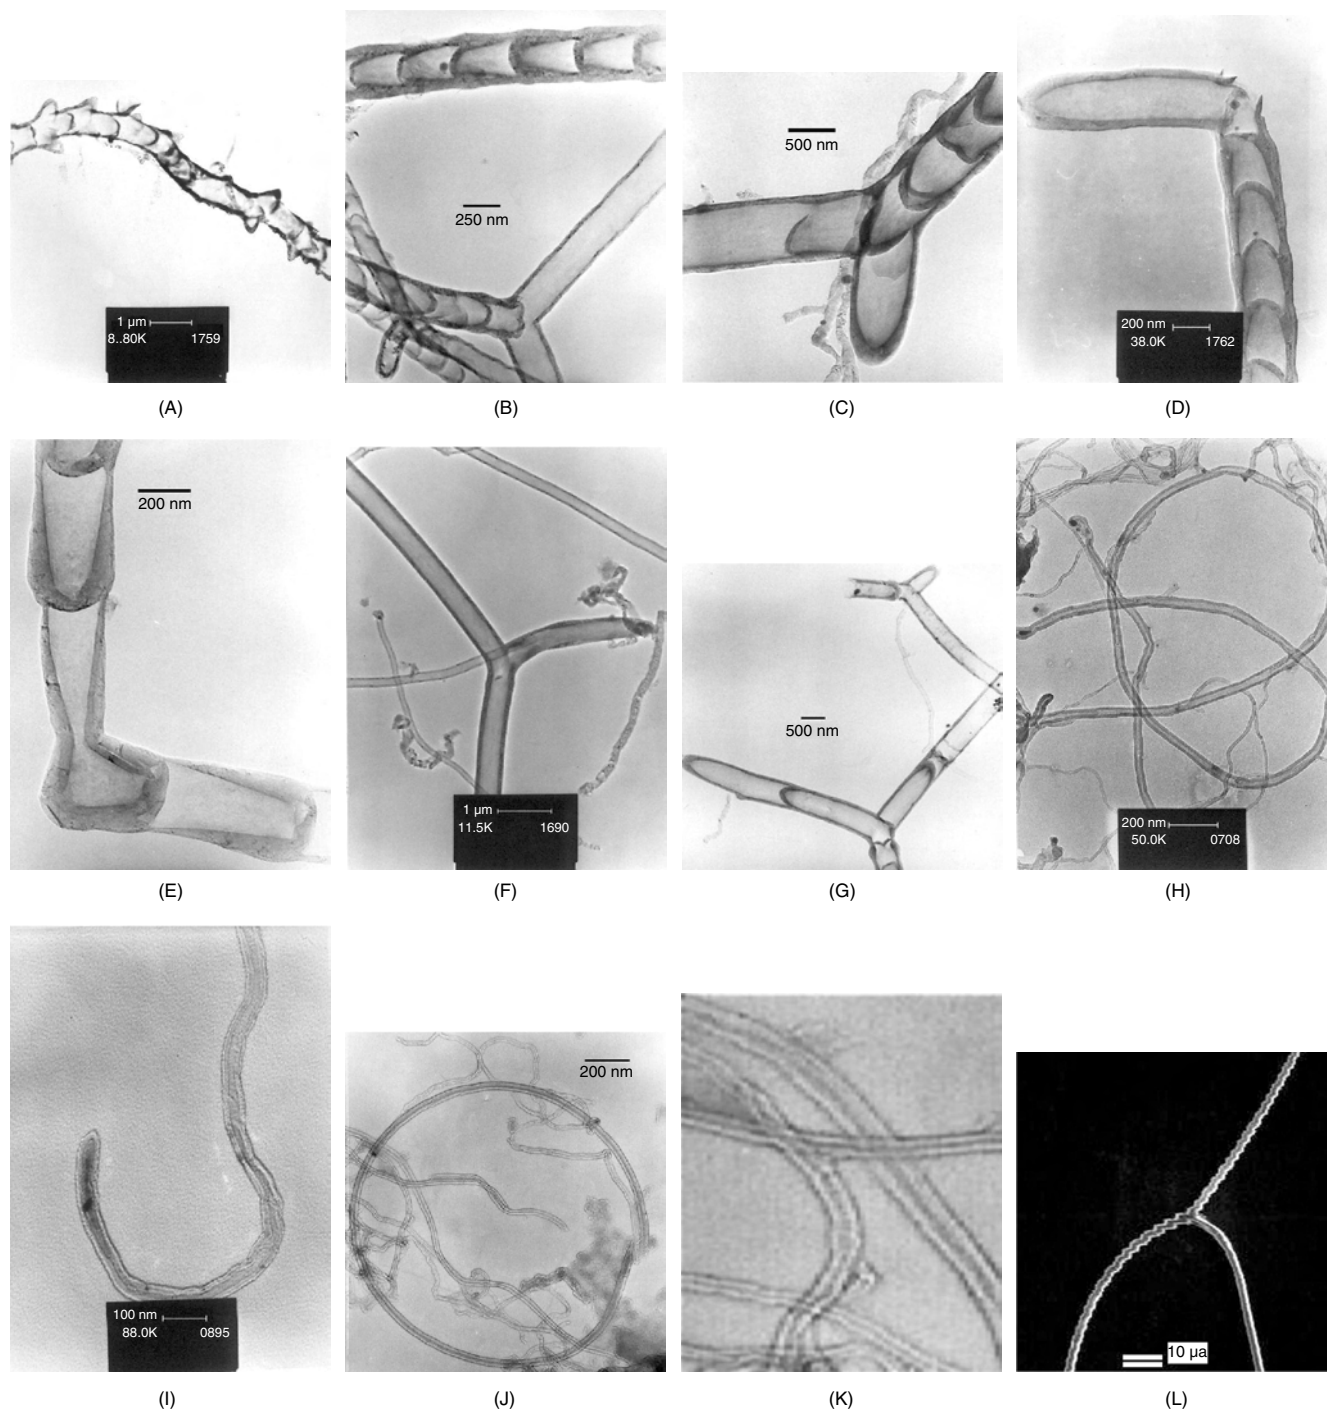 1 µm
8..80K 1759
(A)
250 nm
(B)
500 nm
(C)
200 nm
38.0K 1762
(D)
200 nm
(E)
1 µm
11.5K 1690
(F)
500 nm
(G)
200 nm
50.0K 0708
(H)
100 nm
88.0K 0895
(I)
200 nm
(J)
(K)
10 µa
(L)